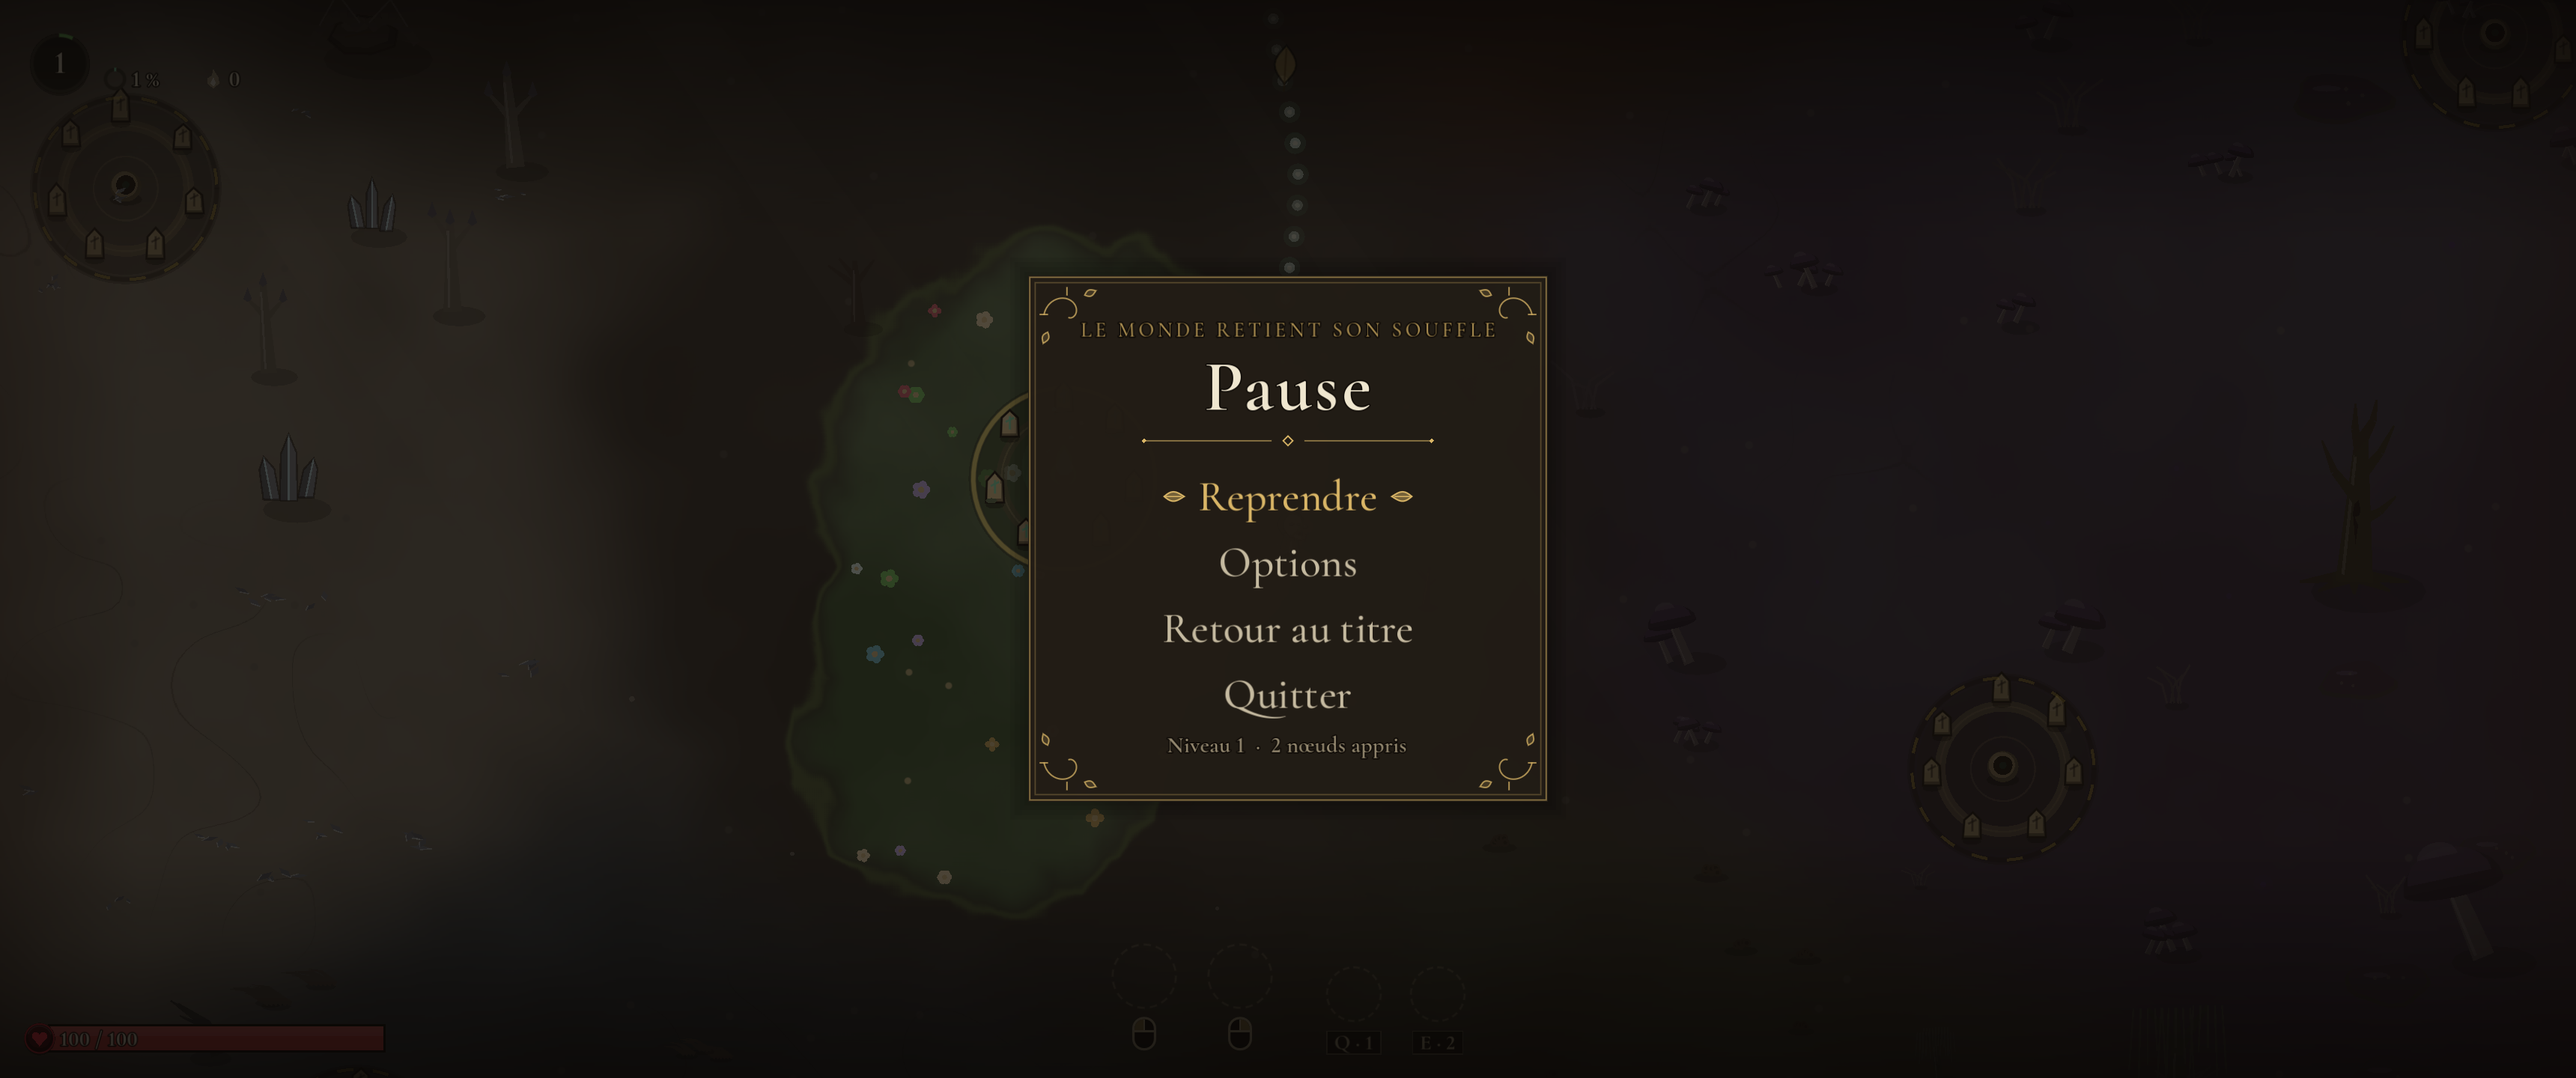 1
1 %
0
LE MONDE RETIENT SON SOUFFLE
Pause
Reprendre
Options
Retour au titre
Quitter
Niveau 1 · 2 nœuds appris
100 / 100
Q · 1
E · 2